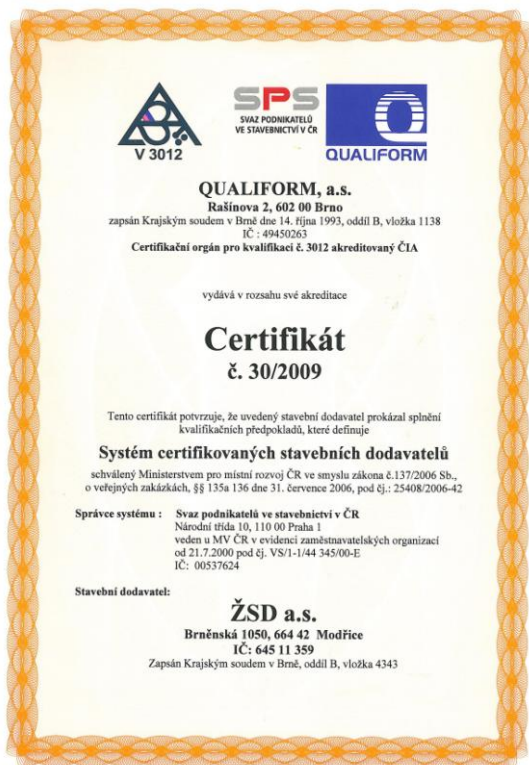 V 3012
SPS
SVAZ PODNIKATELŮ
VE STAVEBNICTVÍ V ČR
QUALIFORM
QUALIFORM, a.s.
Rašínova 2, 602 00 Brno
zapsán Krajským soudem v Brně dne 14. října 1993, oddíl B, vložka 1138
IČ : 49450263
Certifikační orgán pro kvalifikaci č. 3012 akreditovaný ČIA
vydává v rozsahu své akreditace
Certifikát
č. 30/2009
Tento certifikát potvrzuje, že uvedený stavební dodavatel prokázal splnění
kvalifikačních předpokladů, které definuje
Systém certifikovaných stavebních dodavatelů
schválený Ministerstvem pro místní rozvoj ČR ve smyslu zákona č.137/2006 Sb.,
o veřejných zakázkách, §§ 135a 136 dne 31. července 2006, pod čj.: 25408/2006-42
Správce systému : Svaz podnikatelů ve stavebnictví v ČR
Národní třída 10, 110 00 Praha 1
veden u MV ČR v evidenci zaměstnavatelských organizací
od 21.7.2000 pod čj. VS/1-1/44 345/00-E
IČ: 00537624
Stavební dodavatel:
ŽSD a.s.
Brněnská 1050, 664 42 Modřice
IČ: 645 11 359
Zapsán Krajským soudem v Brně, oddíl B, vložka 4343